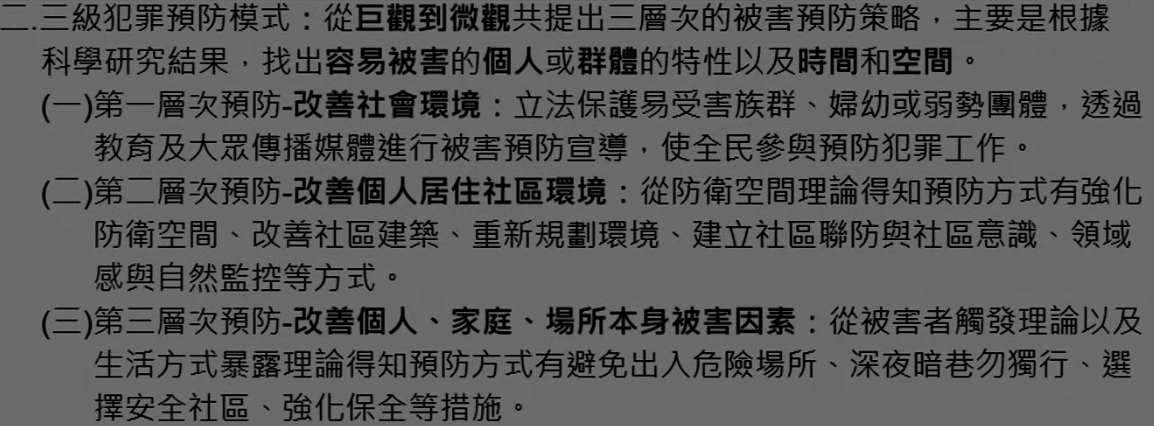 二.三級犯罪預防模式：從巨觀到微觀共提出三層次的被害預防策略，主要是根據
科學研究結果，找出容易被害的個人或群體的特性以及時間和空間。
(一)第一層次預防-改善社會環境：立法保護易受害族群、婦幼或弱勢團體，透過
教育及大眾傳播媒體進行被害預防宣導，使全民參與預防犯罪工作。
(二)第二層次預防-改善個人居住社區環境：從防衛空間理論得知預防方式有強化
防衛空間、改善社區建築、重新規劃環境、建立社區聯防與社區意識、領域
感與自然監控等方式。
(三)第三層次預防-改善個人、家庭、場所本身被害因素：從被害者觸發理論以及
生活方式暴露理論得知預防方式有避免出入危險場所、深夜暗巷勿獨行、選
擇安全社區、強化保全等措施。